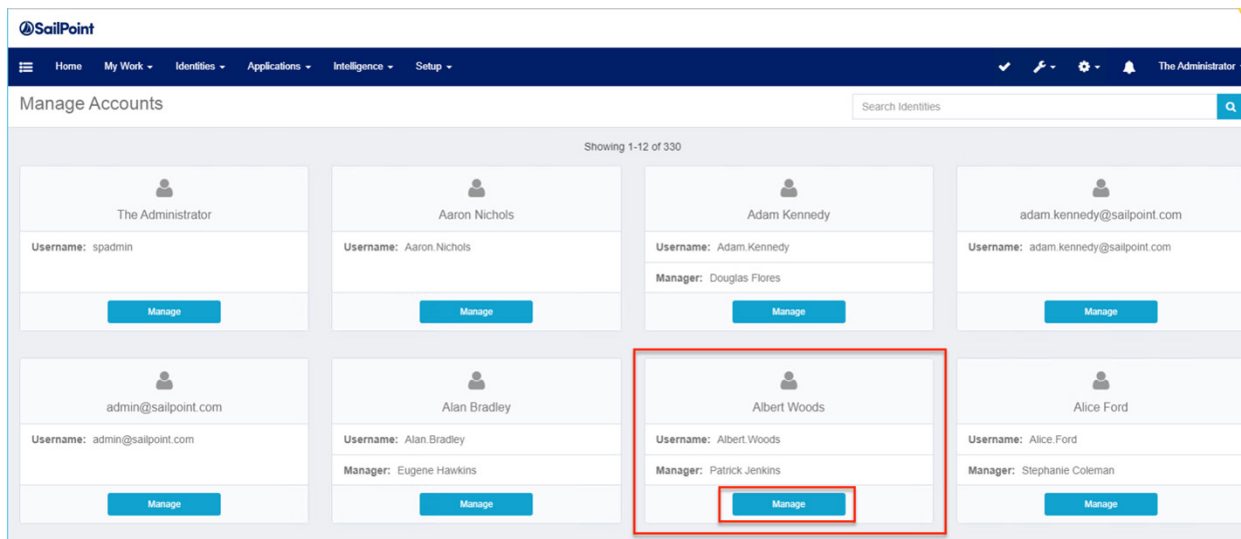 SailPoint
Home My Work Identities Applications Intelligence Setup The Administrator
Manage Accounts Search Identities
Showing 1-12 of 330
The Administrator Aaron Nichols Adam Kennedy adam.kennedy@sailpoint.com
Username: spadmin Username: Aaron.Nichols Username: Adam.Kennedy Username: adam.kennedy@sailpoint.com
Manager: Douglas Flores
Manage Manage Manage Manage
admin@sailpoint.com Alan Bradley Albert Woods Alice Ford
Username: admin@sailpoint.com Username: Alan.Bradley Username: Albert.Woods Username: Alice.Ford
Manager: Eugene Hawkins Manager: Patrick Jenkins Manager: Stephanie Coleman
Manage Manage Manage Manage